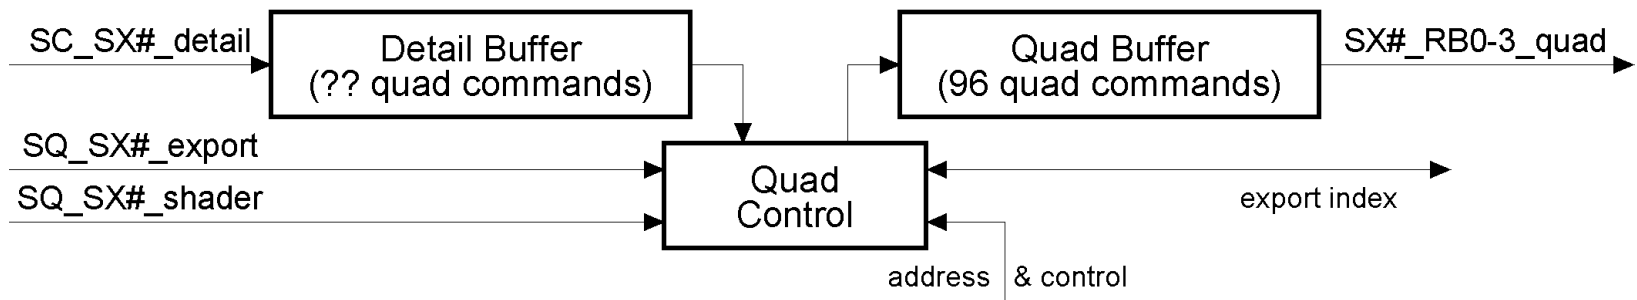 SC_SX#_detail
Detail Buffer
(?? quad commands)
Quad Buffer
(96 quad commands)
SX#_RB0-3_quad
SQ_SX#_export
SQ_SX#_shader
Quad
Control
export index
address & control